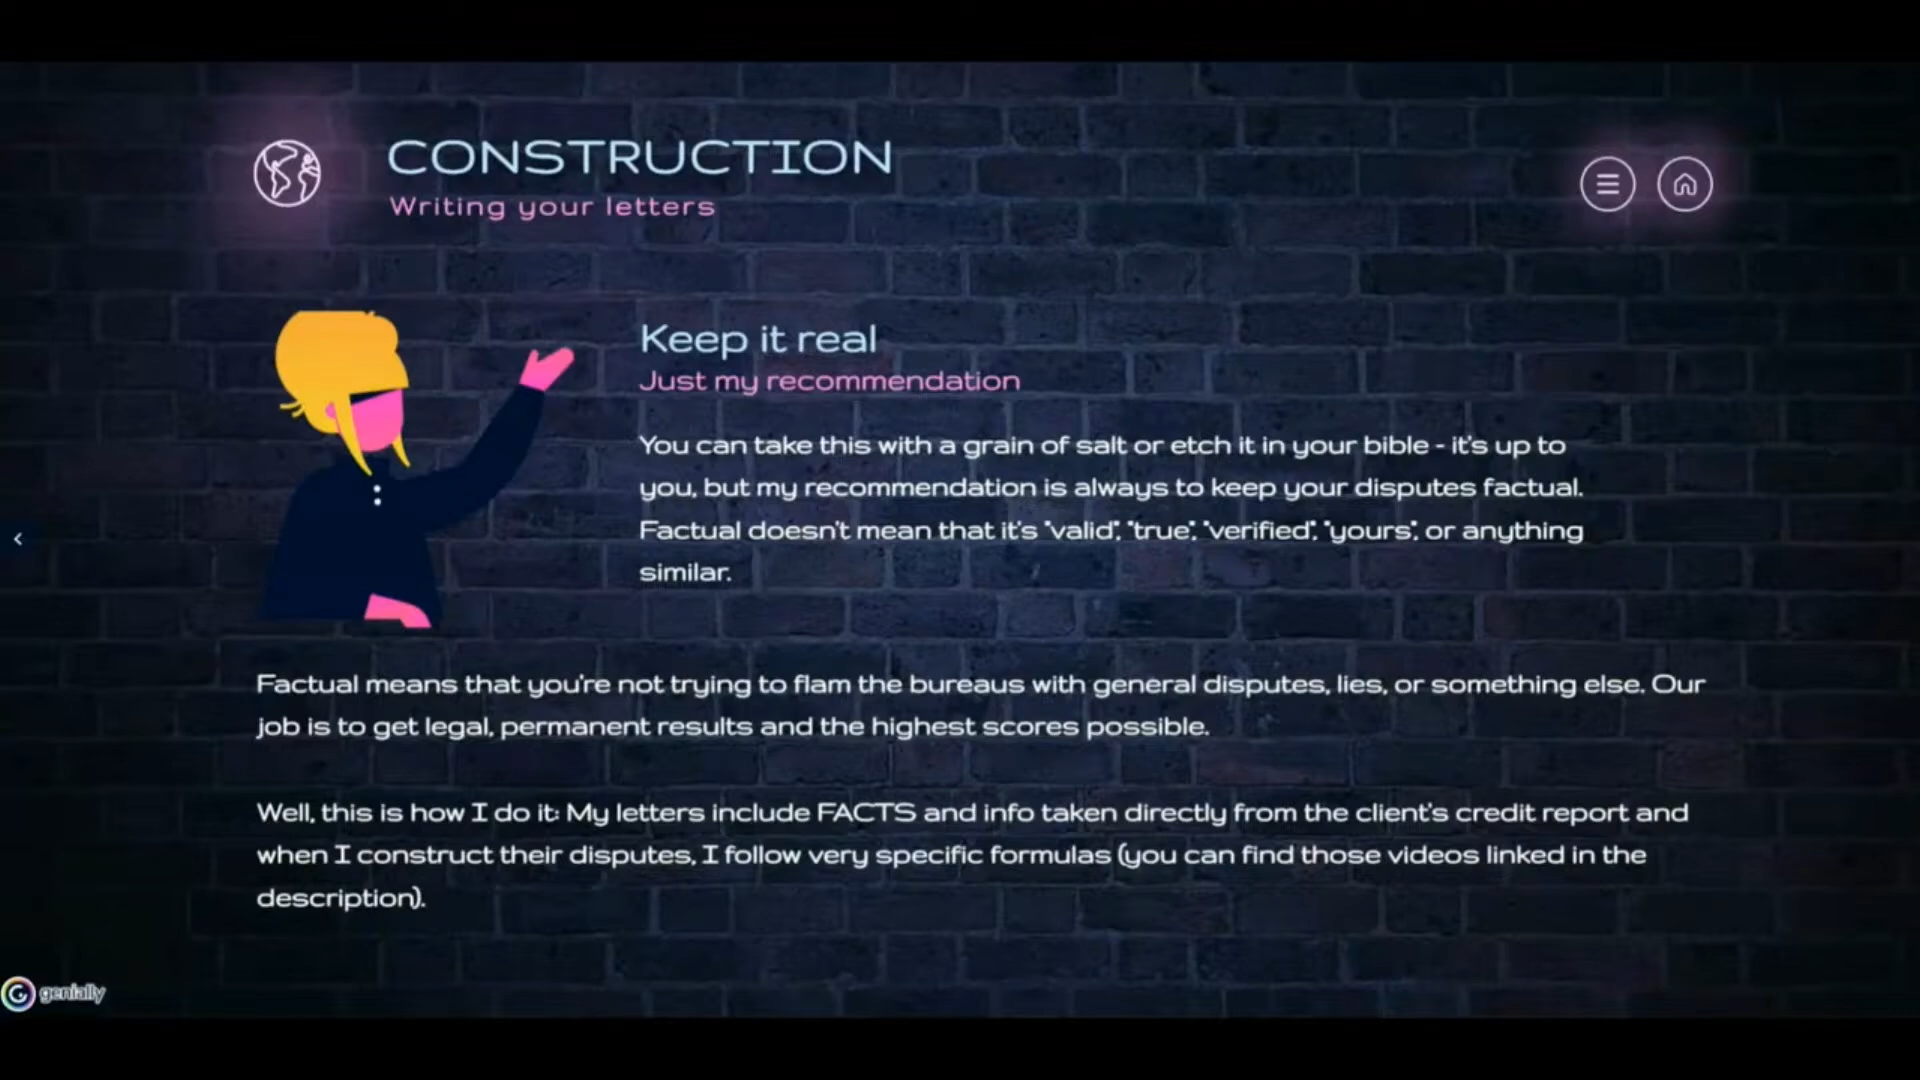 CONSTRUCTION
Writing your letters
Keep it real
Just my recommendation
You can take this with a grain of salt or etch it in your bible - it's up to
you, but my recommendation is always to keep your disputes factual.
Factual doesn't mean that it's "valid", "true", "verified", "yours", or anything
similar.
Factual means that you're not trying to flam the bureaus with general disputes, lies, or something else. Our
job is to get legal, permanent results and the highest scores possible.
Well, this is how I do it: My letters include FACTS and info taken directly from the client's credit report and
when I construct their disputes, I follow very specific formulas (you can find those videos linked in the
description).
genially